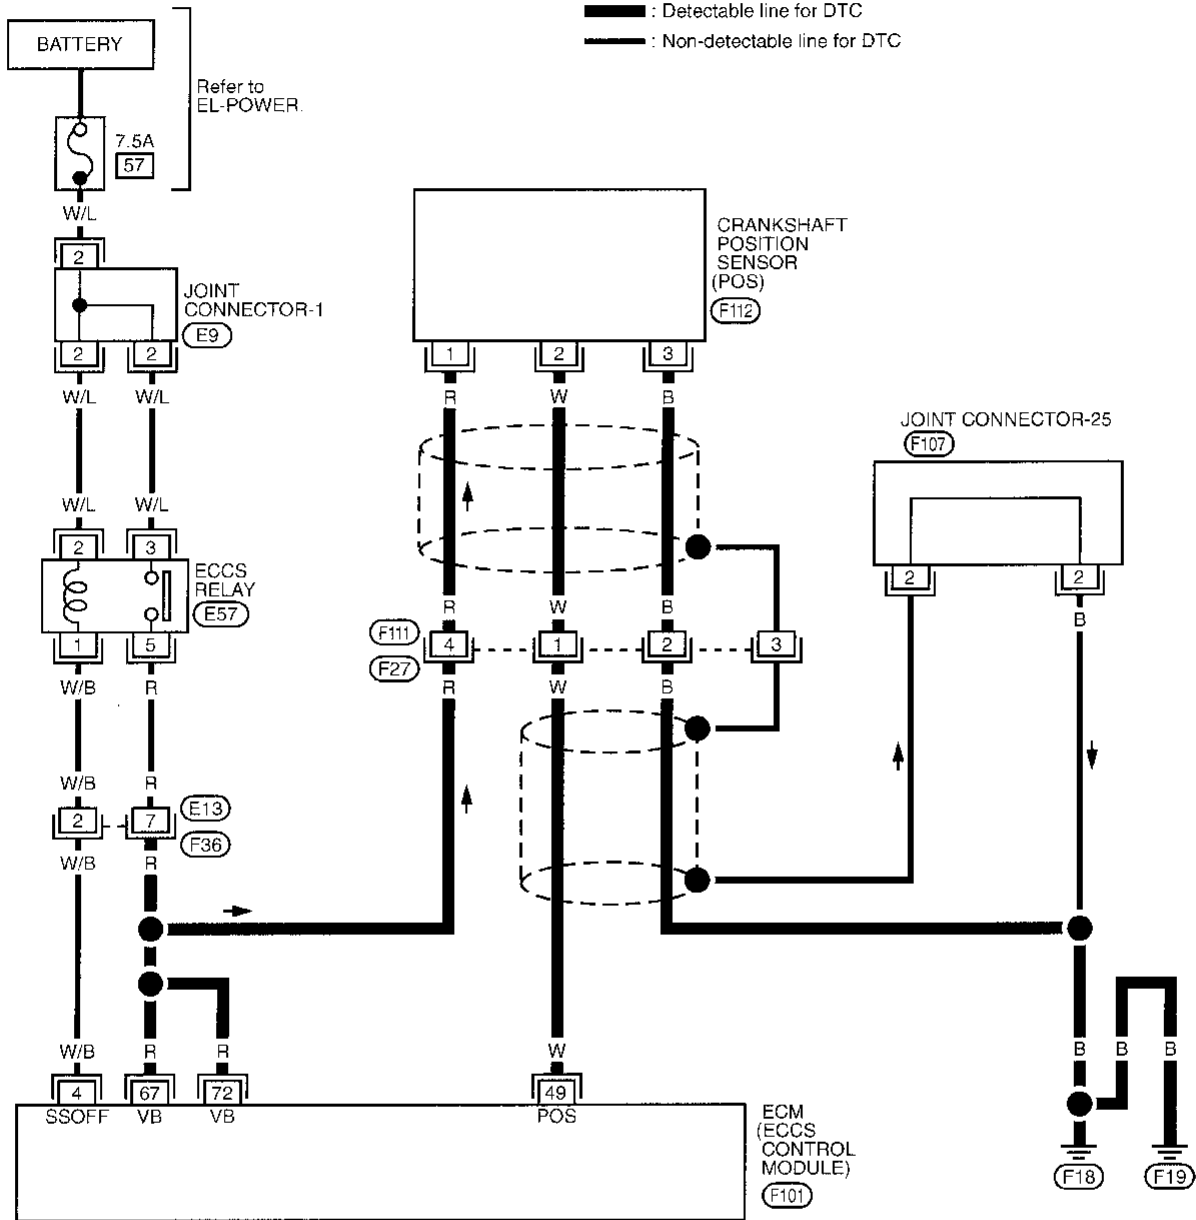 : Detectable line for DTC
: Non-detectable line for DTC
BATTERY
Refer to
EL-POWER.
7.5A
57
W/L
2
JOINT
CONNECTOR-1
E9
2 2
W/L W/L
W/L W/L
2 3
ECCS
RELAY
E57
1 5
W/B R
W/B R
2 7
E13
F36
W/B R
CRANKSHAFT
POSITION
SENSOR
(POS)
F112
1 2 3
R W B
R W B
F111
F27
4 1 2 3
R W B
JOINT CONNECTOR-25
F107
2 2
B
W/B R R W
4 67 72 49
SSOFF VB VB POS
ECM
(ECCS
CONTROL
MODULE)
F101
B B B
F18 F19